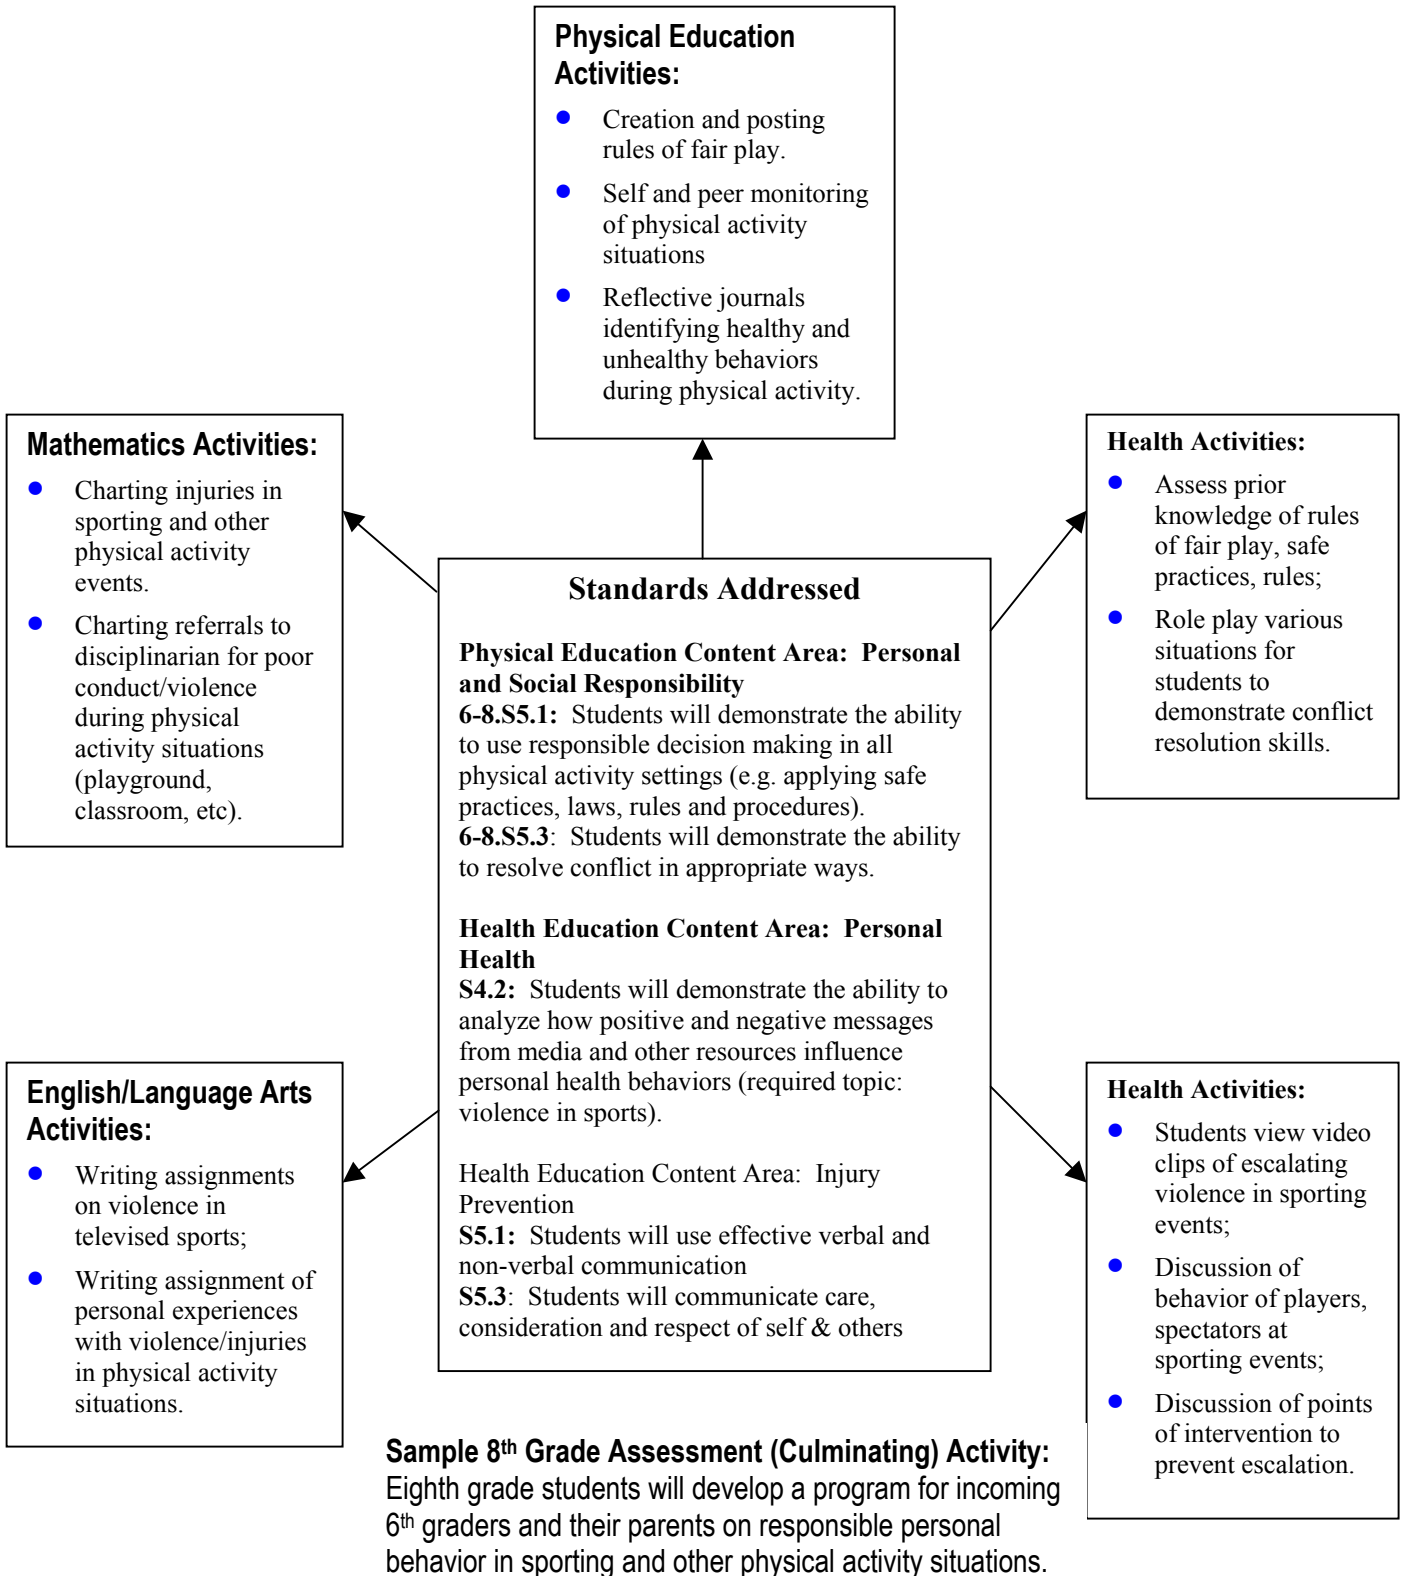 Physical Education
Activities:
● Creation and posting
rules of fair play.
● Self and peer monitoring
of physical activity
situations
● Reflective journals
identifying healthy and
unhealthy behaviors
during physical activity.
Mathematics Activities:
● Charting injuries in
sporting and other
physical activity
events.
● Charting referrals to
disciplinarian for poor
conduct/violence
during physical
activity situations
(playground,
classroom, etc).
Health Activities:
● Assess prior
knowledge of rules
of fair play, safe
practices, rules;
● Role play various
situations for
students to
demonstrate conflict
resolution skills.
Standards Addressed
Physical Education Content Area: Personal
and Social Responsibility
6-8.S5.1: Students will demonstrate the ability
to use responsible decision making in all
physical activity settings (e.g. applying safe
practices, laws, rules and procedures).
6-8.S5.3: Students will demonstrate the ability
to resolve conflict in appropriate ways.
Health Education Content Area: Personal
Health
S4.2: Students will demonstrate the ability to
analyze how positive and negative messages
from media and other resources influence
personal health behaviors (required topic:
violence in sports).
Health Education Content Area: Injury
Prevention
S5.1: Students will use effective verbal and
non-verbal communication
S5.3: Students will communicate care,
consideration and respect of self & others
English/Language Arts
Activities:
● Writing assignments
on violence in
televised sports;
● Writing assignment of
personal experiences
with violence/injuries
in physical activity
situations.
Health Activities:
● Students view video
clips of escalating
violence in sporting
events;
● Discussion of
behavior of players,
spectators at
sporting events;
● Discussion of points
of intervention to
prevent escalation.
Sample 8th Grade Assessment (Culminating) Activity:
Eighth grade students will develop a program for incoming
6th graders and their parents on responsible personal
behavior in sporting and other physical activity situations.